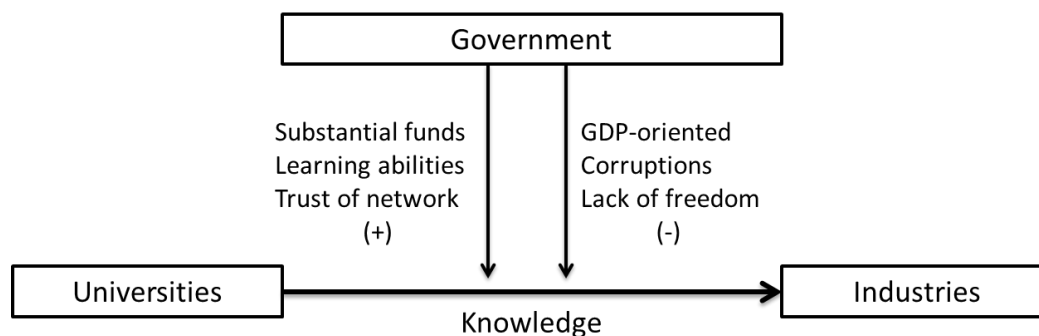 Government
Substantial funds
Learning abilities
Trust of network
(+)
GDP-oriented
Corruptions
Lack of freedom
(-)
Universities
Industries
Knowledge